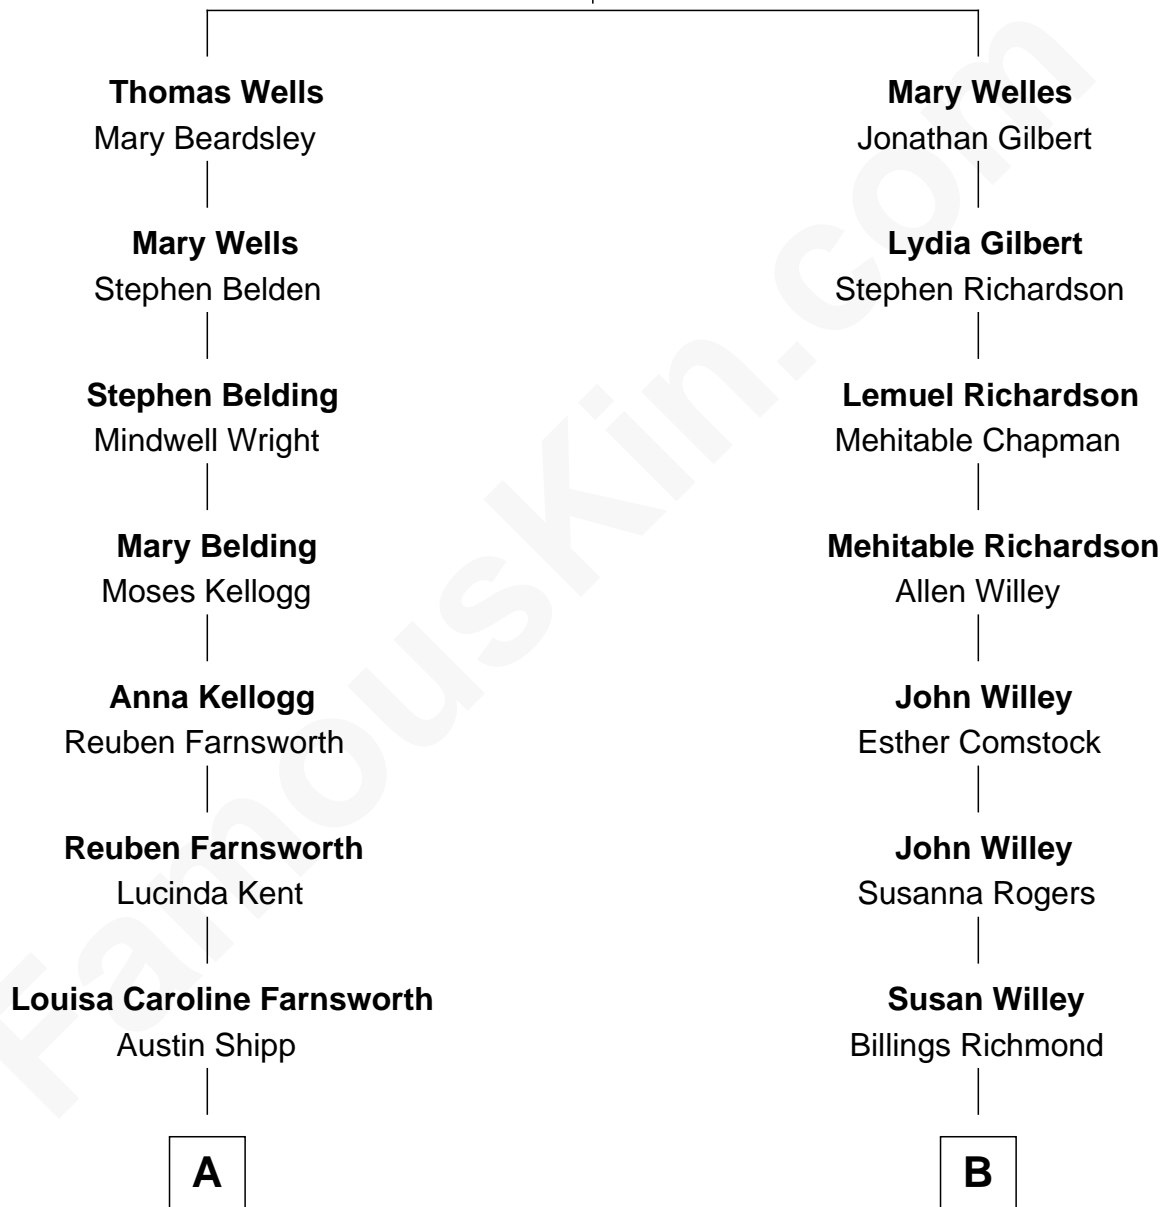 Thomas Wells
Mary Beardsley
Mary Wells
Stephen Belden
Stephen Belding
Mindwell Wright
Mary Belding
Moses Kellogg
Anna Kellogg
Reuben Farnsworth
Reuben Farnsworth
Lucinda Kent
Louisa Caroline Farnsworth
Austin Shipp
A
Mary Welles
Jonathan Gilbert
Lydia Gilbert
Stephen Richardson
Lemuel Richardson
Mehitable Chapman
Mehitable Richardson
Allen Willey
John Willey
Esther Comstock
John Willey
Susanna Rogers
Susan Willey
Billings Richmond
B
FamousKin.com